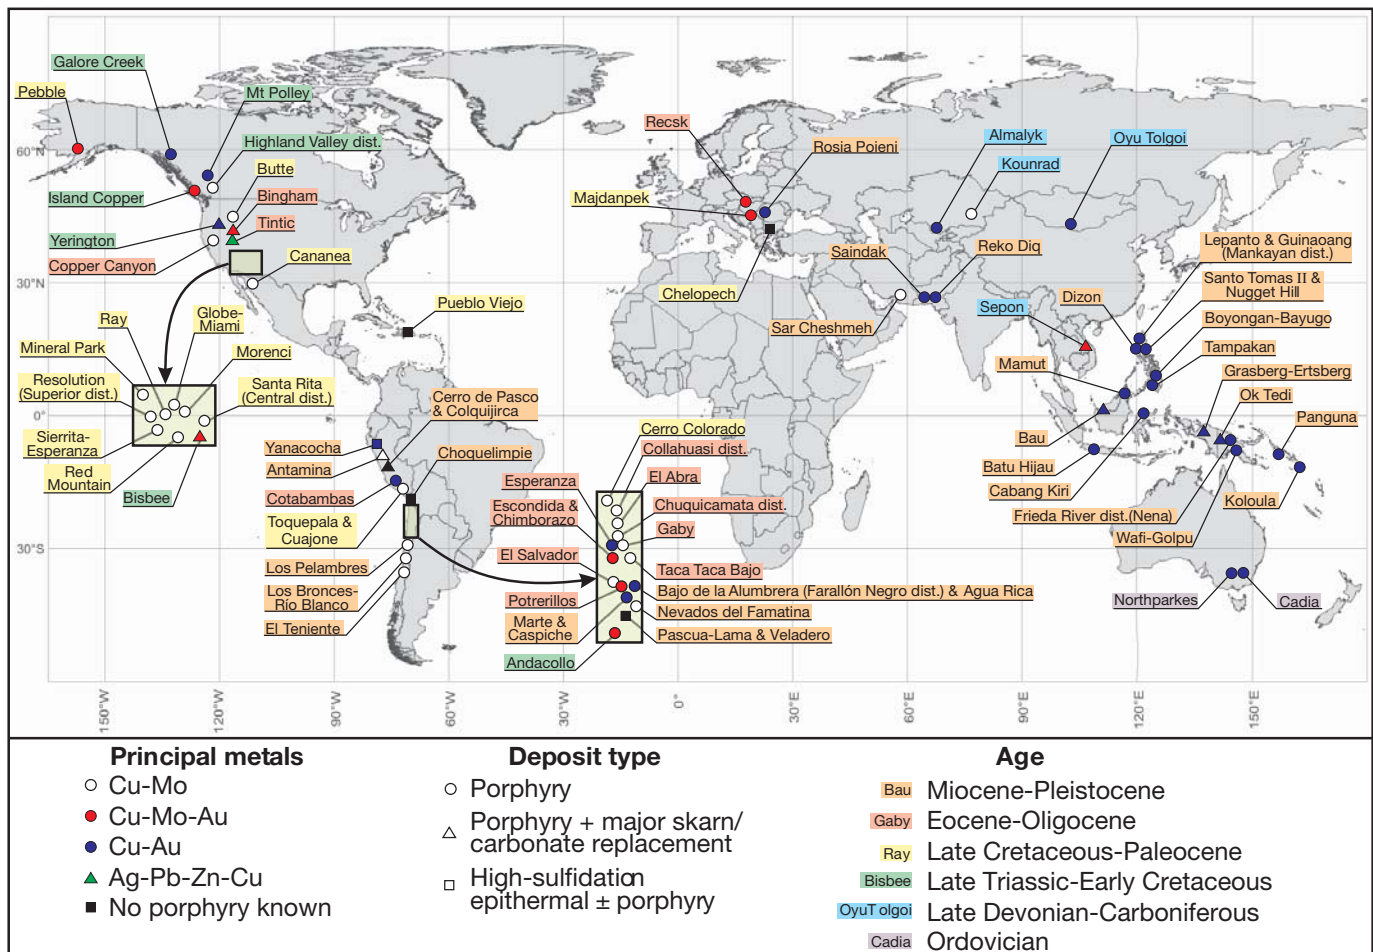 Galore Creek
Pebble
Mt Polley
Highland Valley dist.
Butte
Island Copper
Bingham
Tintic
Yerington
Copper Canyon
Cananea
Pueblo Viejo
Ray
Globe-
Miami
Mineral Park
Morenci
Resolution
(Superior dist.)
Santa Rita
(Central dist.)
Sierrita-
Esperanza
Red
Mountain
Bisbee
Recsk
Rosia Poieni
Majdanpek
Chelopech
Almalyk
Kounrad
Oyu Tolgoi
Saindak
Reko Diq
Sar Cheshmeh
Sepon
Dizon
Lepanto & Guinaoang
(Mankayan dist.)
Santo Tomas II &
Nugget Hill
Boyongan-Bayugo
Tampakan
Mamut
Grasberg-Ertsberg
Ok Tedi
Panguna
Bau
Batu Hijau
Cabang Kiri
Koloula
Frieda River dist.(Nena)
Wafi-Golpu
Northparkes
Cadia
Cerro de Pasco
& Colquijirca
Yanacocha
Antamina
Choquelimpie
Cotabambas
Toquepala &
Cuajone
Los Pelambres
Los Bronces-
Río Blanco
El Teniente
Cerro Colorado
Collahuasi dist.
El Abra
Esperanza
Escondida &
Chimborazo
Chuquicamata dist.
Gaby
El Salvador
Taca Taca Bajo
Potrerillos
Bajo de la Alumbrera (Farallón Negro dist.) & Agua Rica
Marte &
Caspiche
Nevados del Famatina
Pascua-Lama & Veladero
Andacollo
60°N
30°N
0°
30°S
150°W
120°W
90°W
60°W
30°W
0°
30°E
60°E
90°E
120°E
150°E
Principal metals
Cu-Mo
Cu-Mo-Au
Cu-Au
Ag-Pb-Zn-Cu
No porphyry known
Deposit type
Porphyry
Porphyry + major skarn/
carbonate replacement
High-sulfidation
epithermal ± porphyry
Age
Bau Miocene-Pleistocene
Gaby Eocene-Oligocene
Ray Late Cretaceous-Paleocene
Bisbee Late Triassic-Early Cretaceous
OyuT olgoi Late Devonian-Carboniferous
Cadia Ordovician